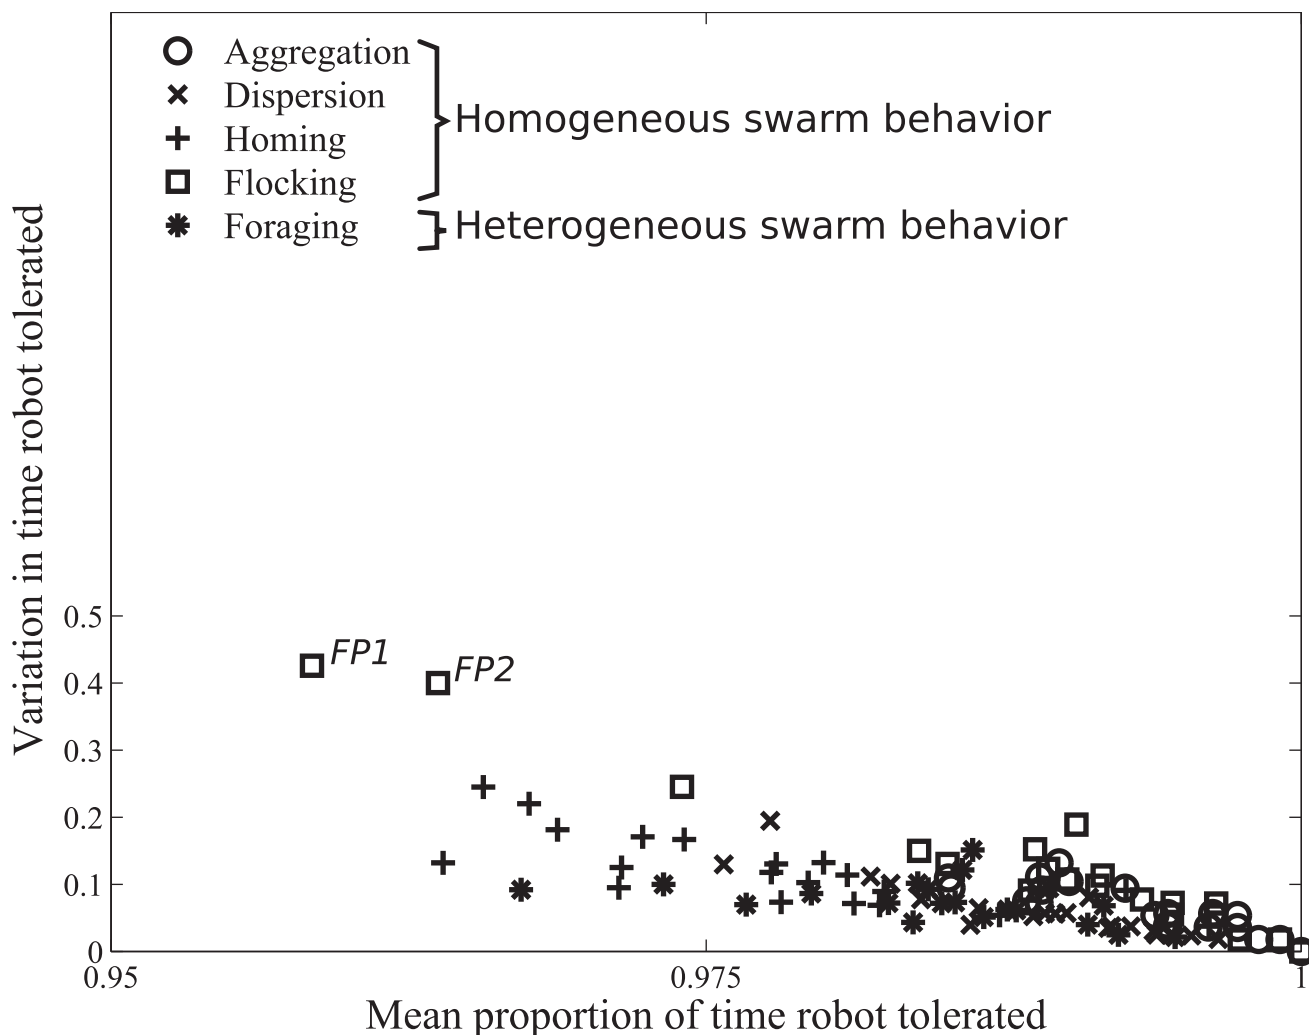 Aggregation
Dispersion
Homing
Flocking
Foraging
Homogeneous swarm behavior
Heterogeneous swarm behavior
Variation in time robot tolerated
0.5
0.4
0.3
0.2
0.1
0
FP1
FP2
0.95
0.975
1
Mean proportion of time robot tolerated